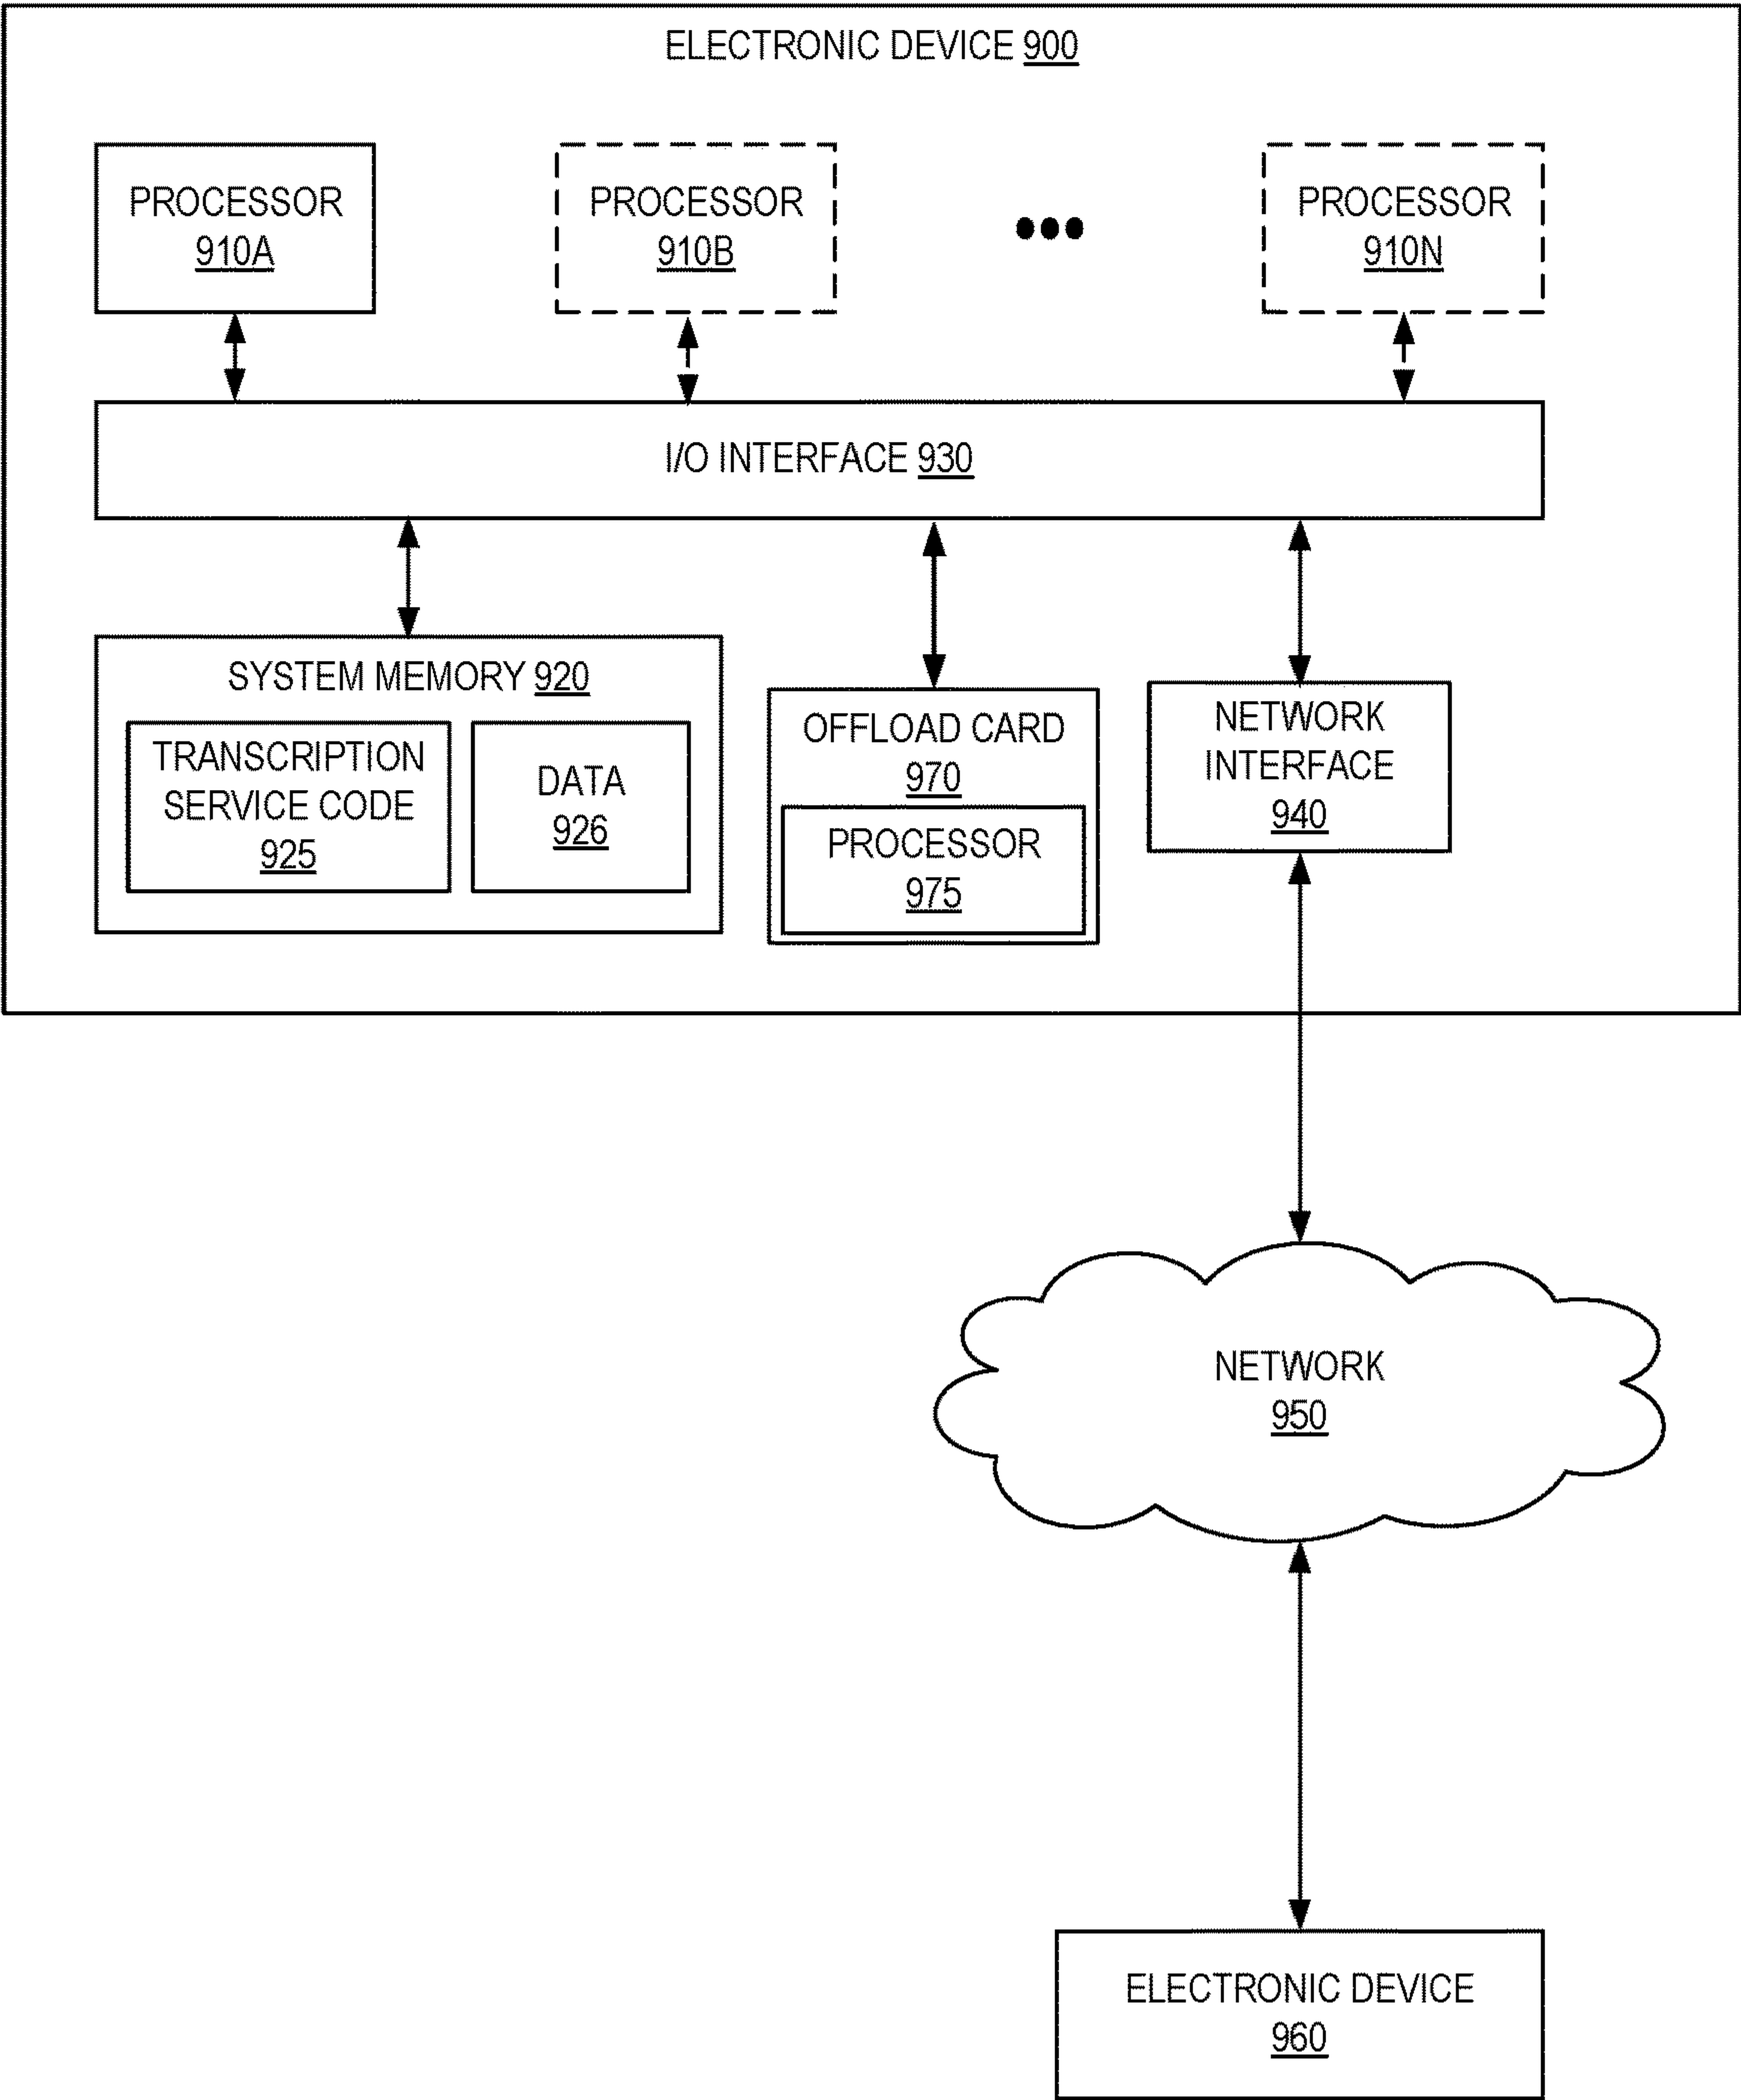 ELECTRONIC DEVICE 900
PROCESSOR
910A
PROCESSOR
910B
PROCESSOR
910N
I/O INTERFACE 930
SYSTEM MEMORY 920
TRANSCRIPTION
SERVICE CODE
925
DATA
926
OFFLOAD CARD
970
PROCESSOR
975
NETWORK
INTERFACE
940
NETWORK
950
ELECTRONIC DEVICE
960